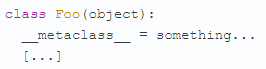 class Foo(object):
  __metaclass__ = something...
  [...]